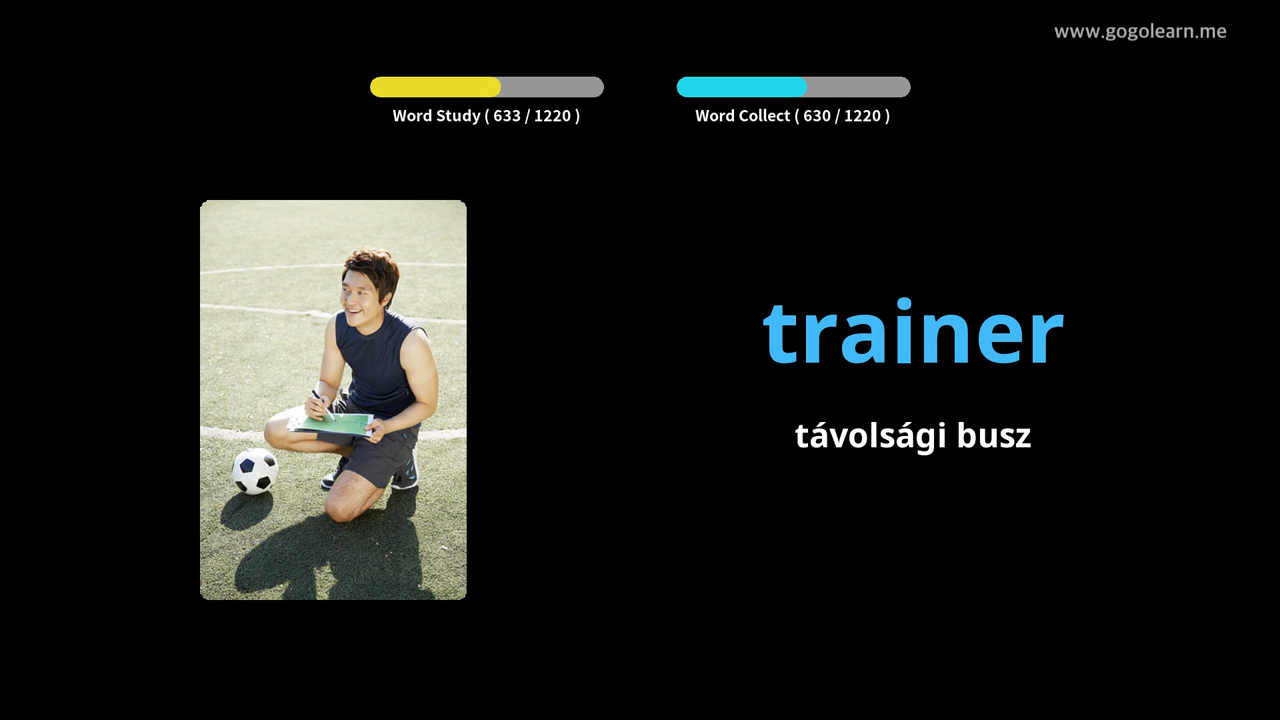 www.gogolearn.me
Word Study ( 633 / 1220 )
Word Collect ( 630 / 1220 )
trainer
távolsági busz